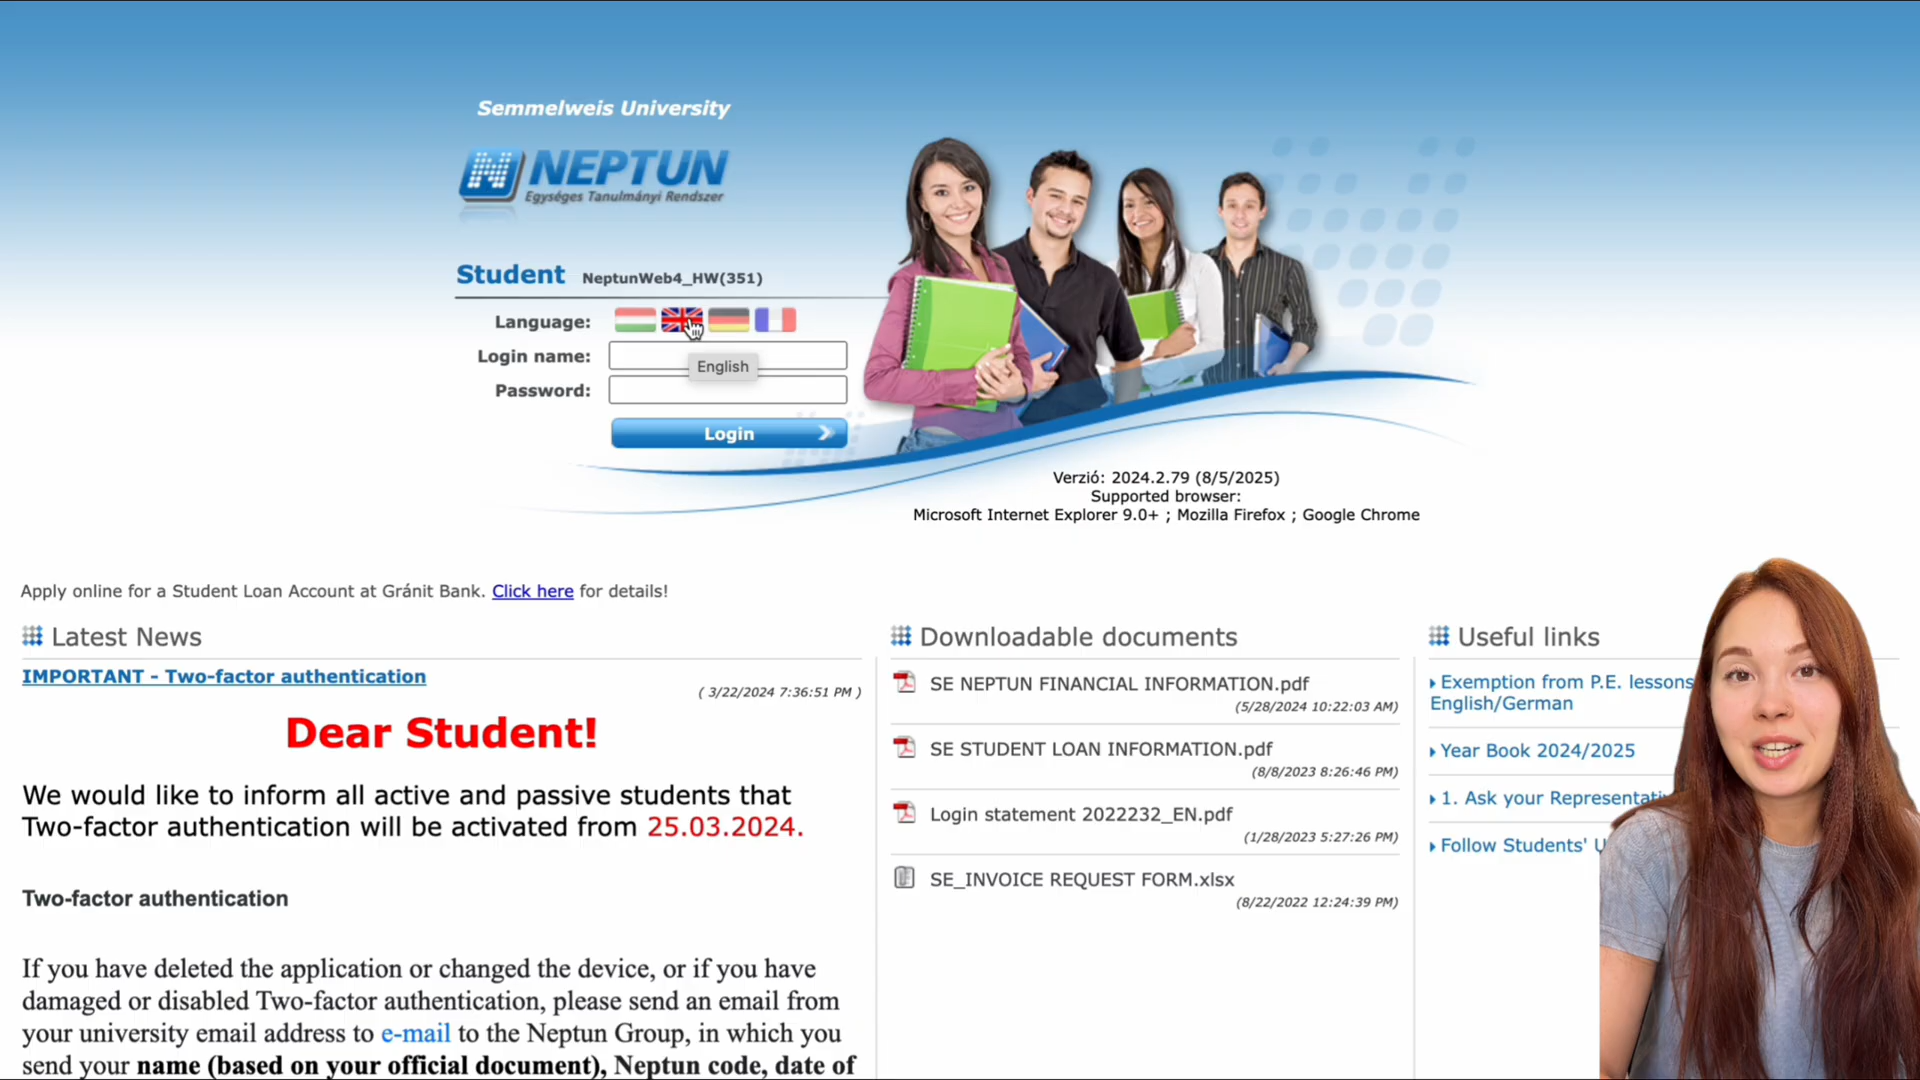 Semmelweis University
NEPTUN
Egységes Tanulmányi Rendszer
Student NeptunWeb4_HW(351)
Language:
Login name:
English
Password:
Login
Verzió: 2024.2.79 (8/5/2025)
Supported browser:
Microsoft Internet Explorer 9.0+ ; Mozilla Firefox ; Google Chrome
Apply online for a Student Loan Account at Gránit Bank. Click here for details!
Latest News
IMPORTANT - Two-factor authentication
( 3/22/2024 7:36:51 PM )
Dear Student!
We would like to inform all active and passive students that
Two-factor authentication will be activated from 25.03.2024.
Two-factor authentication
If you have deleted the application or changed the device, or if you have
damaged or disabled Two-factor authentication, please send an email from
your university email address to e-mail to the Neptun Group, in which you
send your name (based on your official document), Neptun code, date of
Downloadable documents
SE NEPTUN FINANCIAL INFORMATION.pdf
(5/28/2024 10:22:03 AM)
SE STUDENT LOAN INFORMATION.pdf
(8/8/2023 8:26:46 PM)
Login statement 2022232_EN.pdf
(1/28/2023 5:27:26 PM)
SE_INVOICE REQUEST FORM.xlsx
(8/22/2022 12:24:39 PM)
Useful links
Exemption from P.E. lessons
English/German
Year Book 2024/2025
1. Ask your
Follow Students'